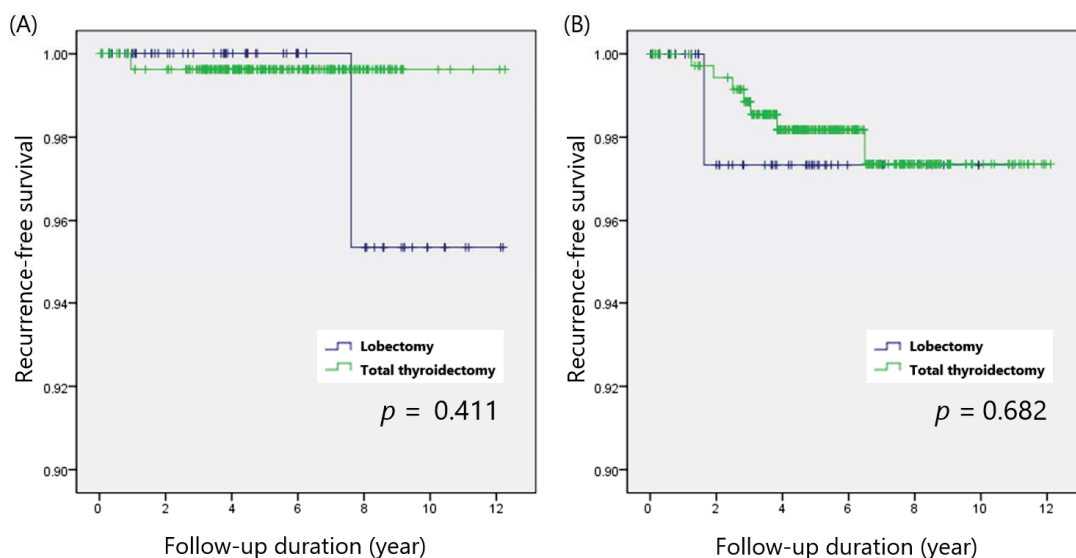 (A)
Recurrence-free survival
1.00
0.98
0.96
0.94
0.92
0.90
Lobectomy
Total thyroidectomy
p = 0.411
0 2 4 6 8 10 12
Follow-up duration (year)
(B)
Recurrence-free survival
1.00
0.98
0.96
0.94
0.92
0.90
Lobectomy
Total thyroidectomy
p = 0.682
0 2 4 6 8 10 12
Follow-up duration (year)